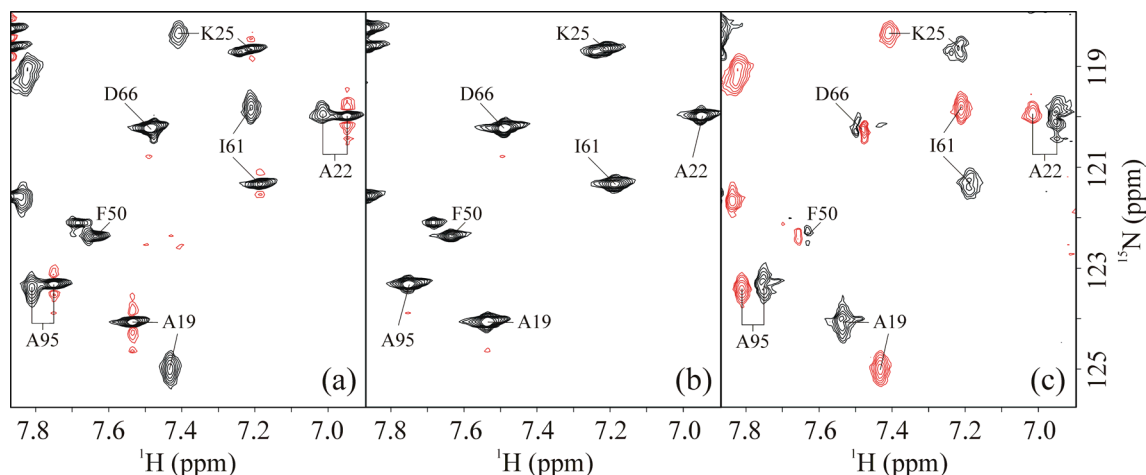 K25
D66
I61
A22
F50
A95
A19
(a)
K25
D66
I61
A22
F50
A95
A19
(b)
K25
D66
I61
A22
F50
A95
A19
(c)
119
121
123
125
¹⁵N (ppm)
7.8 7.6 7.4 7.2 7.0
7.8 7.6 7.4 7.2 7.0
7.8 7.6 7.4 7.2 7.0
¹H (ppm)
¹H (ppm)
¹H (ppm)